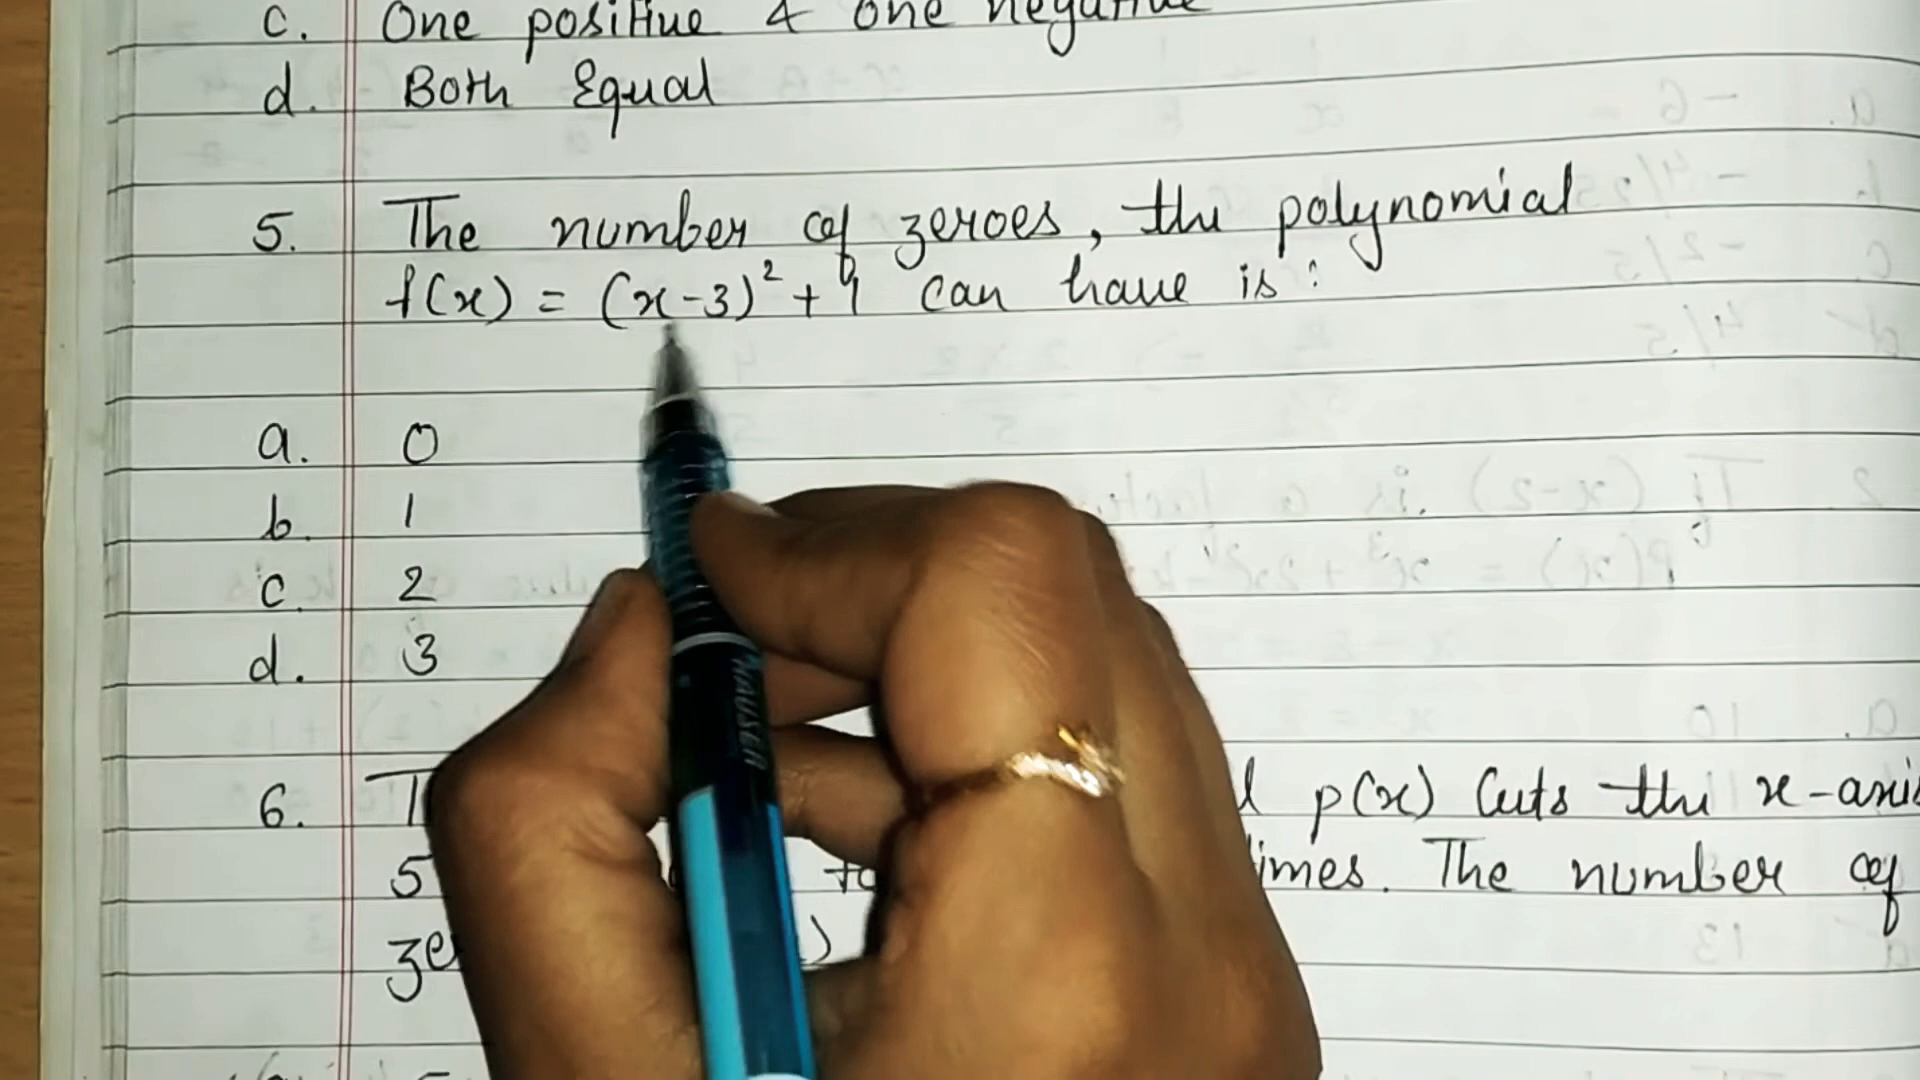 c. One positive & one negative
d. Both Equal
5. The number of zeroes, the polynomial
f(x) = (x-3)² + 4 can have is:
a. 0
b. 1
c. 2
d. 3
6. p(x) Cuts the x-axis
5 times. The number of
HAUSER